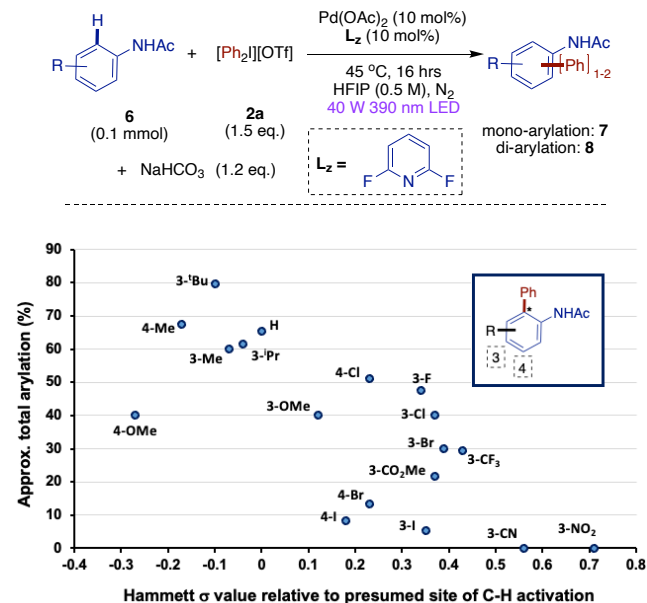 H
R
NHAc
+
[Ph₂I][OTf]
Pd(OAc)₂ (10 mol%)
L_z (10 mol%)
45 °C, 16 hrs
HFIP (0.5 M), N₂
40 W 390 nm LED
R
NHAc
(Ph)₁₋₂
6
(0.1 mmol)
2a
(1.5 eq.)
+ NaHCO₃ (1.2 eq.)
L_z =
F
N
F
mono-arylation: 7
di-arylation: 8
Approx. total arylation (%)
90
80
70
60
50
40
30
20
10
0
3-ᵗBu
4-Me
H
3-Me
3-ⁱPr
4-Cl
3-F
4-OMe
3-OMe
3-Cl
3-Br
3-CF₃
3-CO₂Me
4-Br
4-I
3-I
3-CN
3-NO₂
Ph
*
NHAc
R
3
4
-0.4 -0.3 -0.2 -0.1 0 0.1 0.2 0.3 0.4 0.5 0.6 0.7 0.8
Hammett σ value relative to presumed site of C-H activation